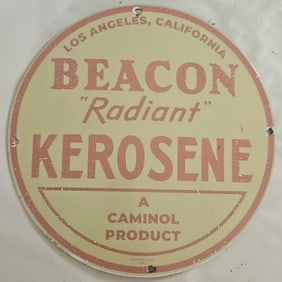 LOS ANGELES, CALIFORNIA
BEACON
"Radiant"
KEROSENE
A
CAMINOL
PRODUCT